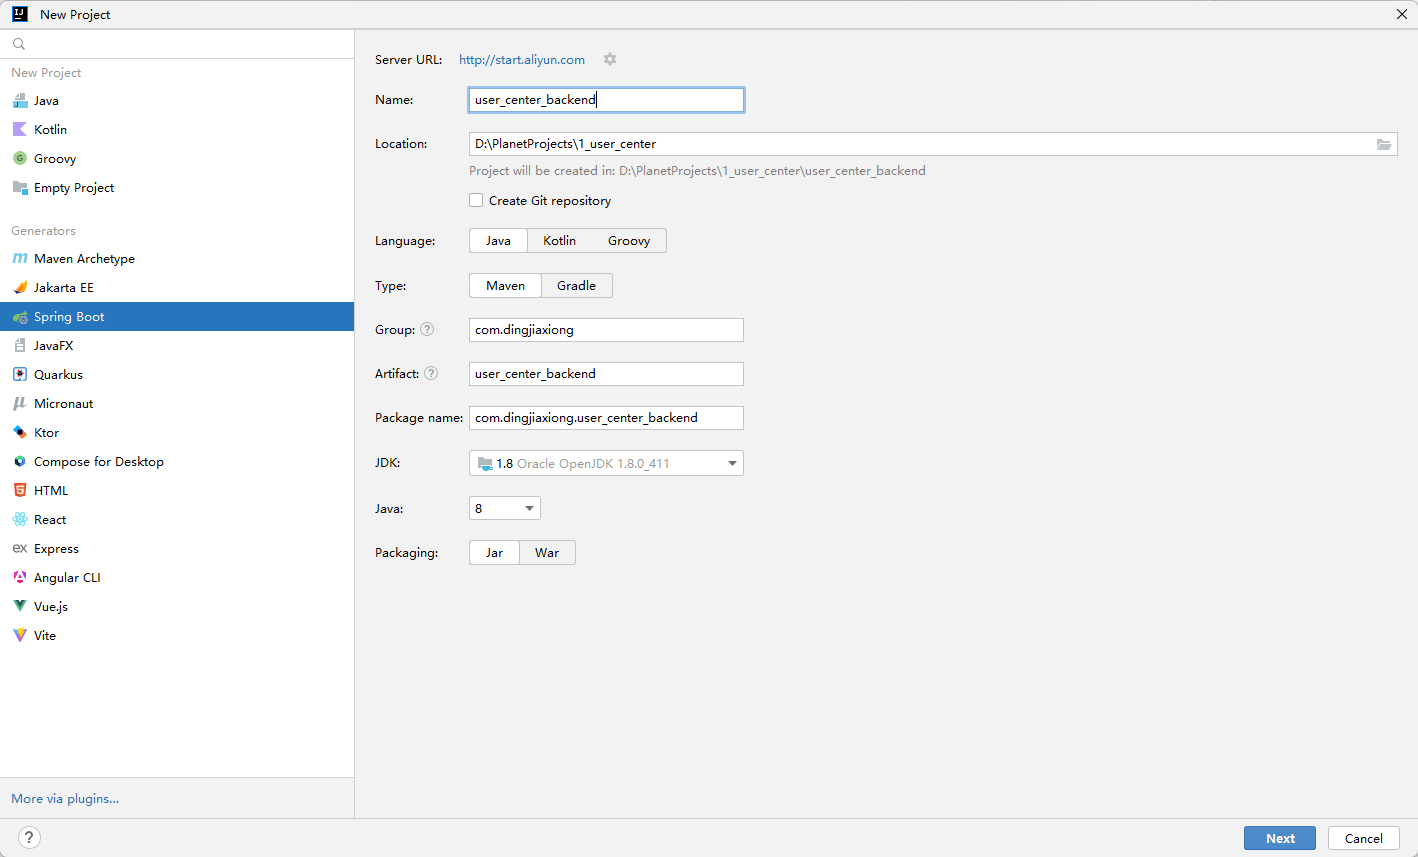 New Project
New Project
Java
Kotlin
Groovy
Empty Project
Generators
Maven Archetype
Jakarta EE
Spring Boot
JavaFX
Quarkus
Micronaut
Ktor
Compose for Desktop
HTML
React
Express
Angular CLI
Vue.js
Vite
More via plugins...
Server URL: http://start.aliyun.com
Name: user_center_backend
Location: D:\PlanetProjects\1_user_center
Project will be created in: D:\PlanetProjects\1_user_center\user_center_backend
Create Git repository
Language: Java Kotlin Groovy
Type: Maven Gradle
Group: ? com.dingjiaxiong
Artifact: ? user_center_backend
Package name: com.dingjiaxiong.user_center_backend
JDK: 1.8 Oracle OpenJDK 1.8.0_411
Java: 8
Packaging: Jar War
? Next Cancel